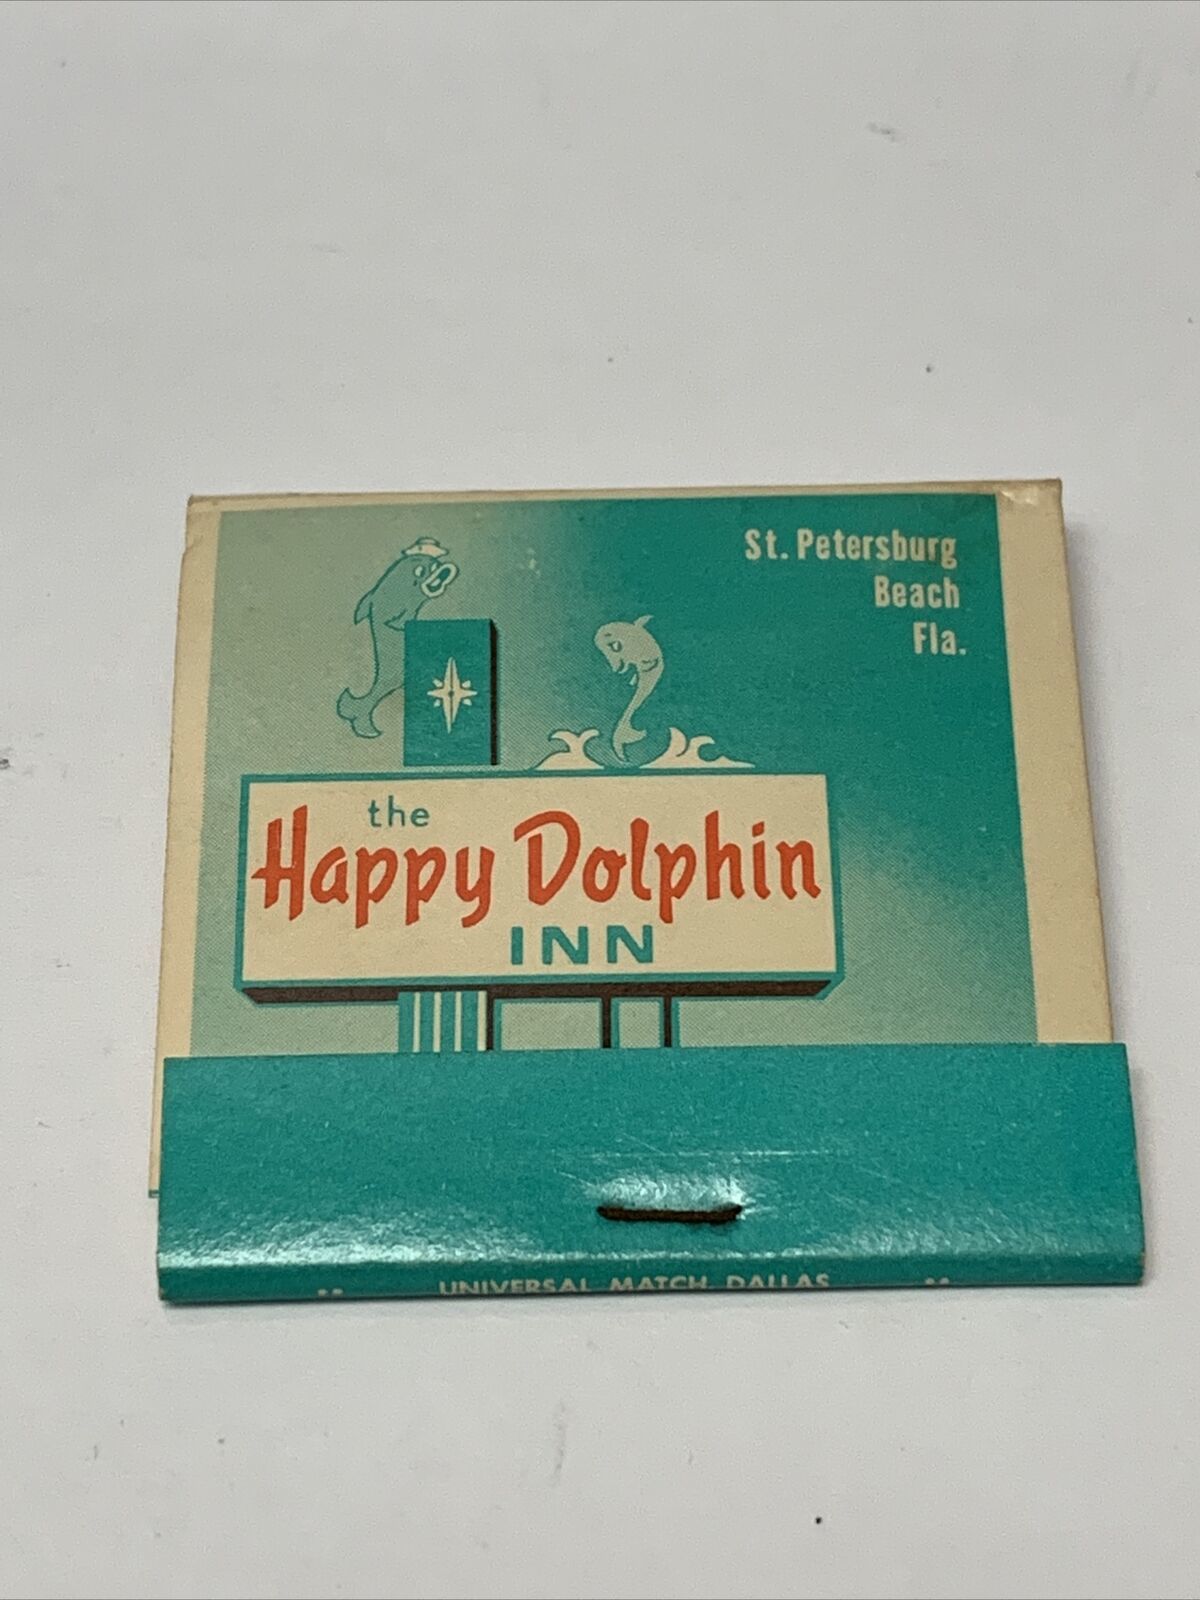 St. Petersburg
Beach
Fla.
the
Happy Dolphin
INN
UNIVERSAL MATCH, DALLAS